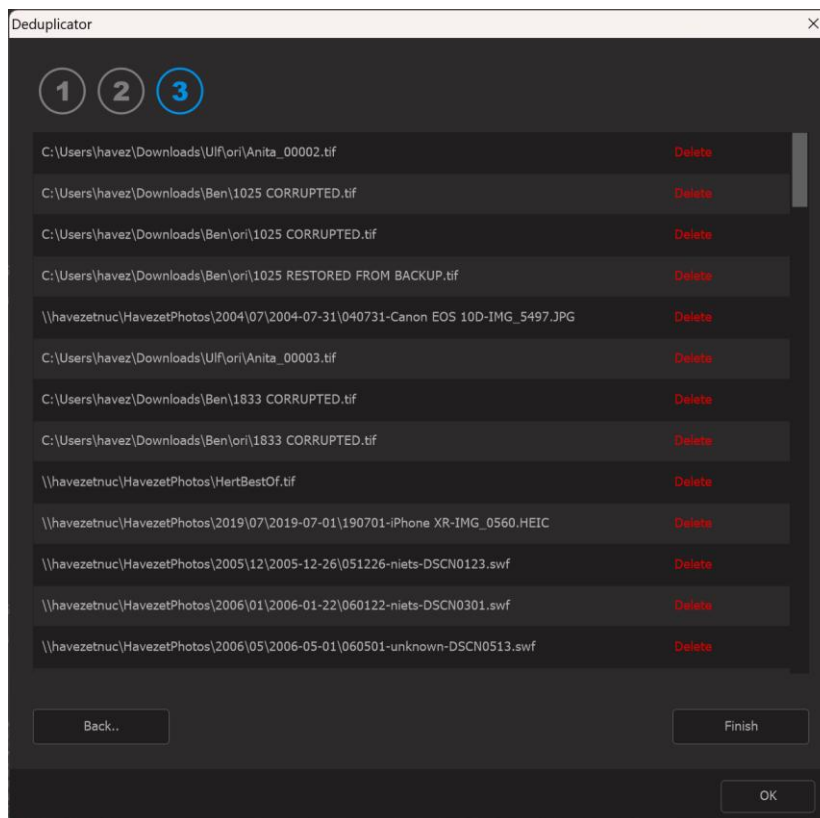 Deduplicator
1 2 3
C:\Users\havez\Downloads\Ulf\ori\Anita_00002.tif Delete
C:\Users\havez\Downloads\Ben\1025 CORRUPTED.tif Delete
C:\Users\havez\Downloads\Ben\ori\1025 CORRUPTED.tif Delete
C:\Users\havez\Downloads\Ben\ori\1025 RESTORED FROM BACKUP.tif Delete
\\havezetnuc\HavezetPhotos\2004\07\2004-07-31\040731-Canon EOS 10D-IMG_5497.JPG Delete
C:\Users\havez\Downloads\Ulf\ori\Anita_00003.tif Delete
C:\Users\havez\Downloads\Ben\1833 CORRUPTED.tif Delete
C:\Users\havez\Downloads\Ben\ori\1833 CORRUPTED.tif Delete
\\havezetnuc\HavezetPhotos\HertBestOf.tif Delete
\\havezetnuc\HavezetPhotos\2019\07\2019-07-01\190701-iPhone XR-IMG_0560.HEIC Delete
\\havezetnuc\HavezetPhotos\2005\12\2005-12-26\051226-niets-DSCN0123.swf Delete
\\havezetnuc\HavezetPhotos\2006\01\2006-01-22\060122-niets-DSCN0301.swf Delete
\\havezetnuc\HavezetPhotos\2006\05\2006-05-01\060501-unknown-DSCN0513.swf Delete
Back.. Finish
OK